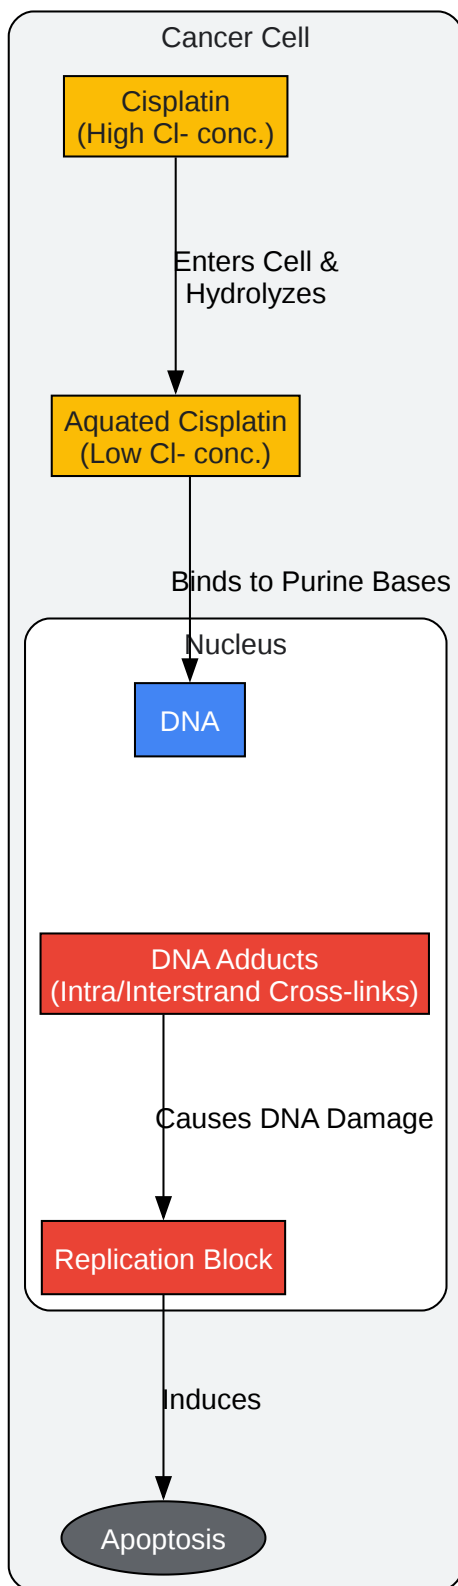 Cancer Cell
Cisplatin
(High Cl- conc.)
Enters Cell &
Hydrolyzes
Aquated Cisplatin
(Low Cl- conc.)
Binds to Purine Bases
Nucleus
DNA
DNA Adducts
(Intra/Interstrand Cross-links)
Causes DNA Damage
Replication Block
Induces
Apoptosis